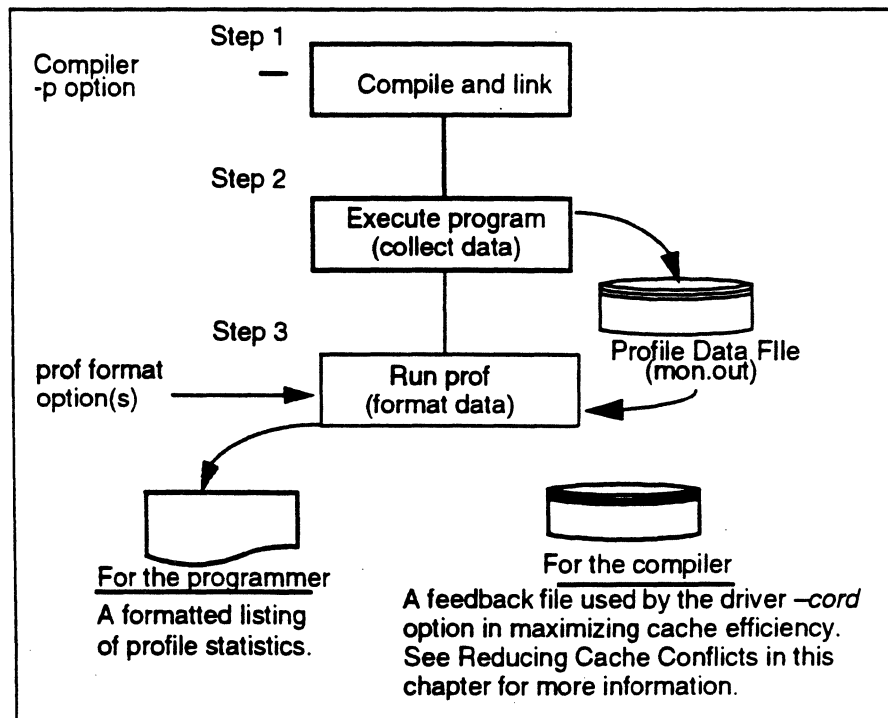 Step 1
Compiler
-p option
Compile and link
Step 2
Execute program
(collect data)
Step 3
Profile Data FIle
(mon.out)
prof format
option(s)
Run prof
(format data)
For the programmer
A formatted listing
of profile statistics.
For the compiler
A feedback file used by the driver –cord
option in maximizing cache efficiency.
See Reducing Cache Conflicts in this
chapter for more information.